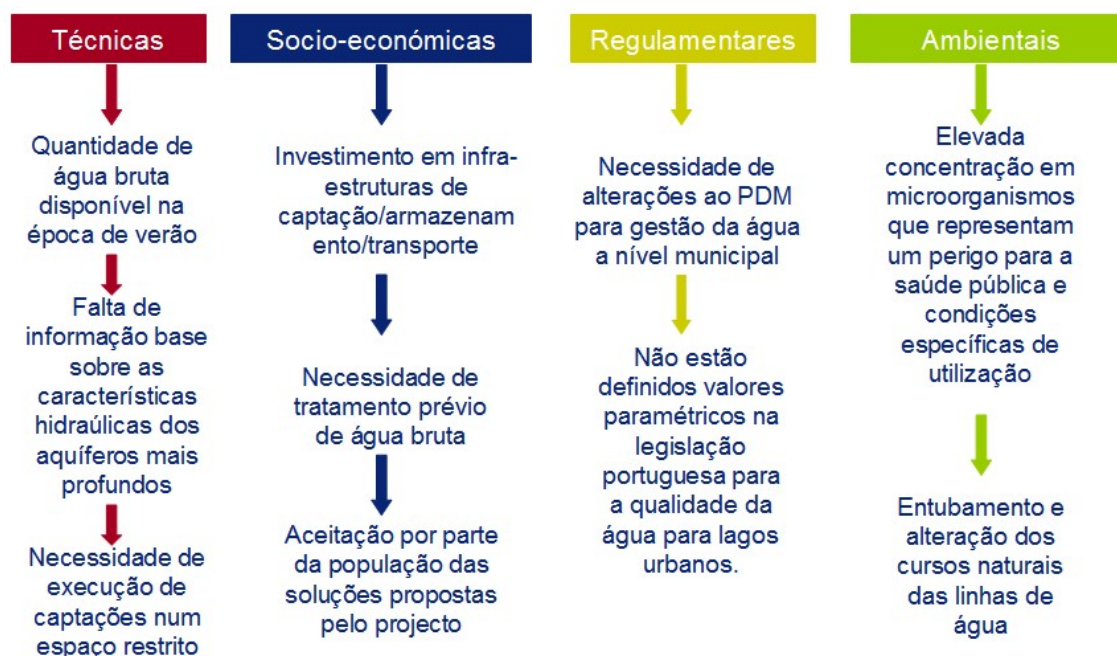 Técnicas
Quantidade de
água bruta
disponível na
época de verão
Falta de
informação base
sobre as
características
hidraúlicas dos
aquíferos mais
profundos
Necessidade de
execução de
captações num
espaço restrito
Socio-económicas
Investimento em infra-
estruturas de
captação/armazenam
ento/transporte
Necessidade de
tratamento prévio
de água bruta
Aceitação por parte
da população das
soluções propostas
pelo projecto
Regulamentares
Necessidade de
alterações ao PDM
para gestão da água
a nível municipal
Não estão
definidos valores
paramétricos na
legislação
portuguesa para
a qualidade da
água para lagos
urbanos.
Ambientais
Elevada
concentração em
microorganismos
que representam
um perigo para a
saúde pública e
condições
específicas de
utilização
Entubamento e
alteração dos
cursos naturais
das linhas de
água